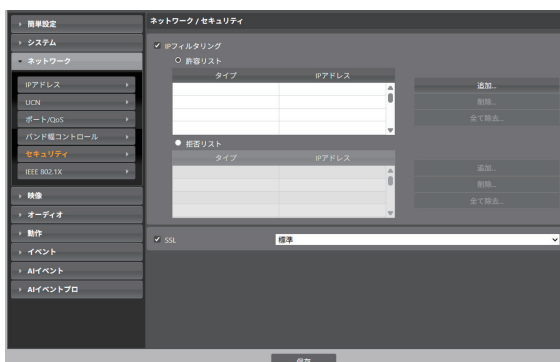 簡単設定
システム
ネットワーク
IPアドレス
UCN
ポート/QoS
バンド幅コントロール
セキュリティ
IEEE 802.1X
映像
オーディオ
動作
イベント
AIイベント
AIイベントプロ
ネットワーク / セキュリティ
IPフィルタリング
許容リスト
タイプ IPアドレス
追加...
削除...
全て除去...
拒否リスト
タイプ IPアドレス
追加...
削除...
全て除去...
SSL 標準
保存